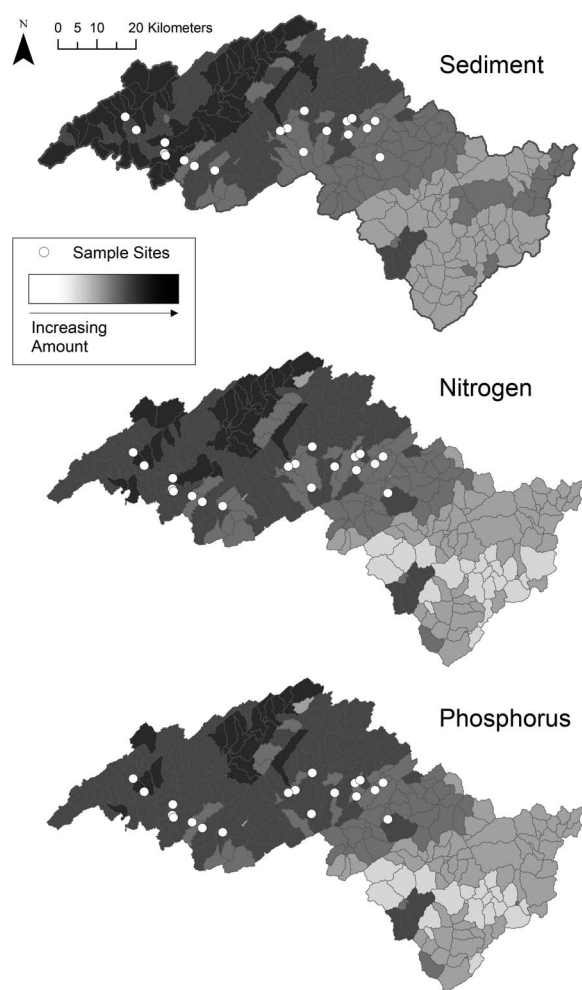 N
0 5 10 20 Kilometers
Sediment
Sample Sites
Increasing
Amount
Nitrogen
Phosphorus